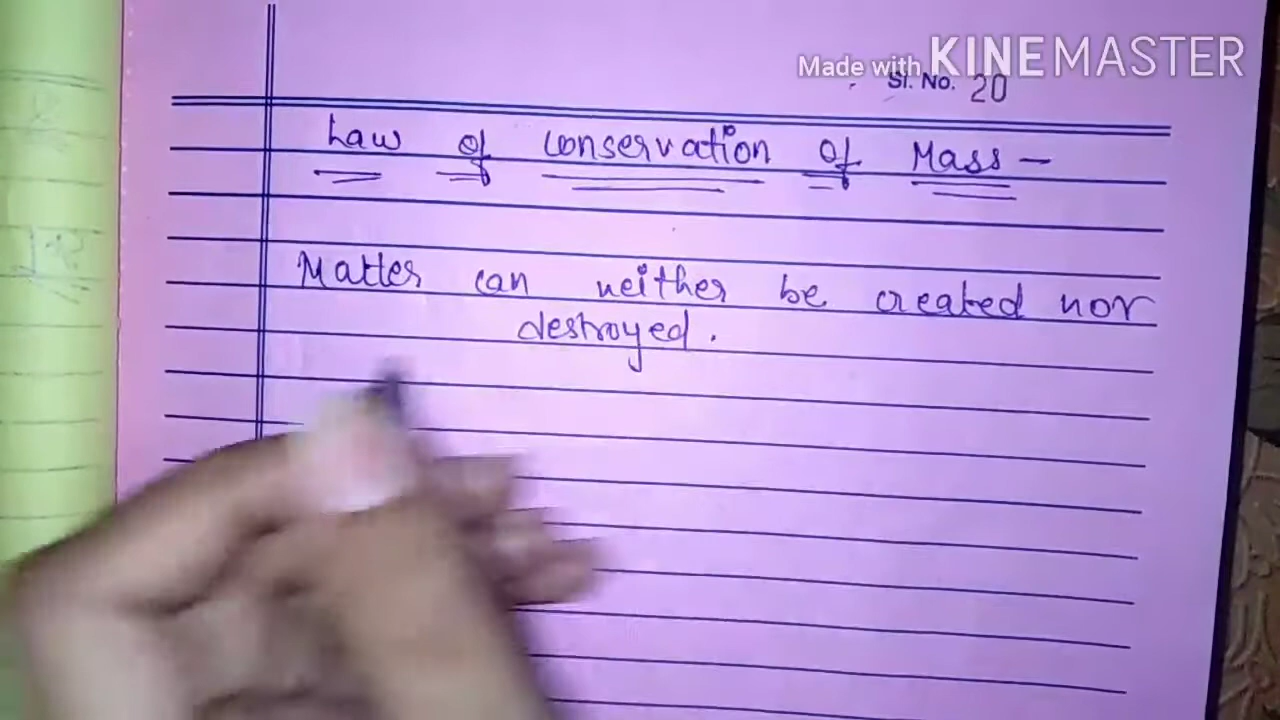 Made with KINEMASTER
Sl. No. 20
Law of conservation of Mass -
Matter can neither be created nor
destroyed.